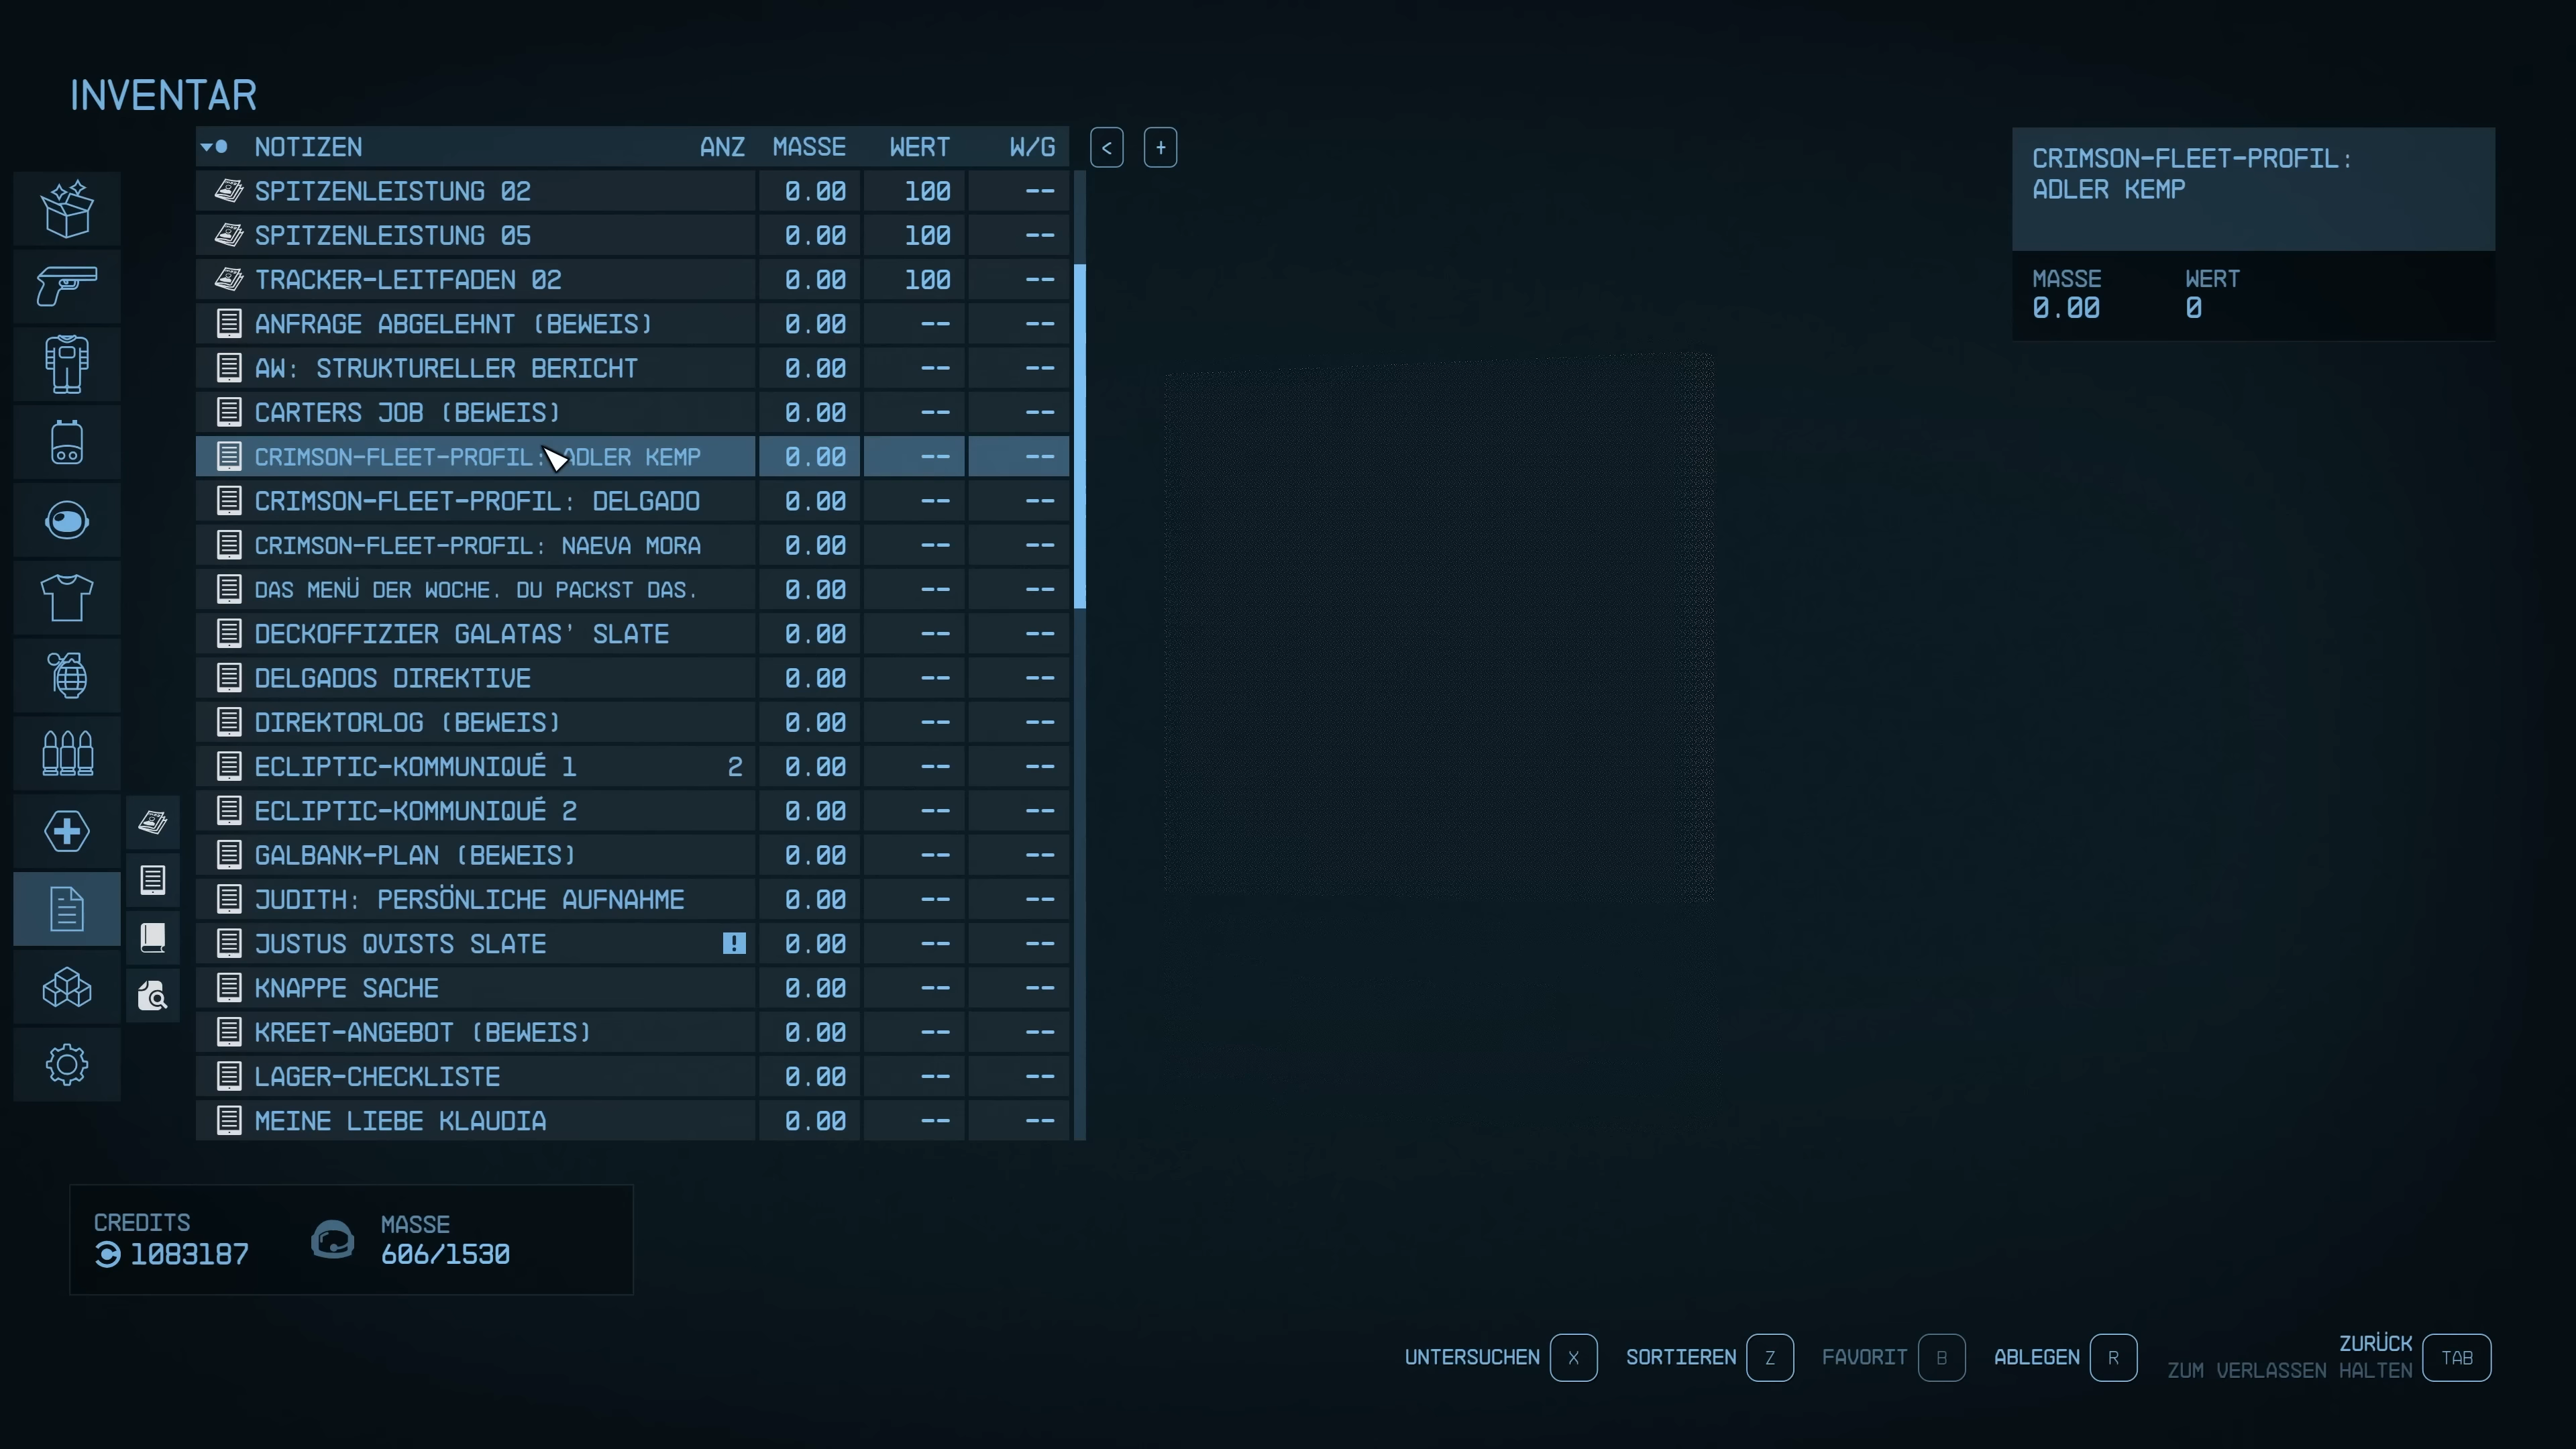 INVENTAR
NOTIZEN ANZ MASSE WERT W/G < +
SPITZENLEISTUNG 02 0.00 100 --
SPITZENLEISTUNG 05 0.00 100 --
TRACKER-LEITFADEN 02 0.00 100 --
ANFRAGE ABGELEHNT (BEWEIS) 0.00 -- --
AW: STRUKTURELLER BERICHT 0.00 -- --
CARTERS JOB (BEWEIS) 0.00 -- --
CRIMSON-FLEET-PROFIL: ADLER KEMP 0.00 -- --
CRIMSON-FLEET-PROFIL: DELGADO 0.00 -- --
CRIMSON-FLEET-PROFIL: NAEVA MORA 0.00 -- --
DAS MENÜ DER WOCHE. DU PACKST DAS. 0.00 -- --
DECKOFFIZIER GALATAS' SLATE 0.00 -- --
DELGADOS DIREKTIVE 0.00 -- --
DIREKTORLOG (BEWEIS) 0.00 -- --
ECLIPTIC-KOMMUNIQUÉ 1 2 0.00 -- --
ECLIPTIC-KOMMUNIQUÉ 2 0.00 -- --
GALBANK-PLAN (BEWEIS) 0.00 -- --
JUDITH: PERSÖNLICHE AUFNAHME 0.00 -- --
JUSTUS QVISTS SLATE ! 0.00 -- --
KNAPPE SACHE 0.00 -- --
KREET-ANGEBOT (BEWEIS) 0.00 -- --
LAGER-CHECKLISTE 0.00 -- --
MEINE LIEBE KLAUDIA 0.00 -- --
CRIMSON-FLEET-PROFIL:
ADLER KEMP
MASSE WERT
0.00 0
CREDITS MASSE
1083187 606/1530
UNTERSUCHEN X SORTIEREN Z FAVORIT B ABLEGEN R ZURÜCK TAB
ZUM VERLASSEN HALTEN